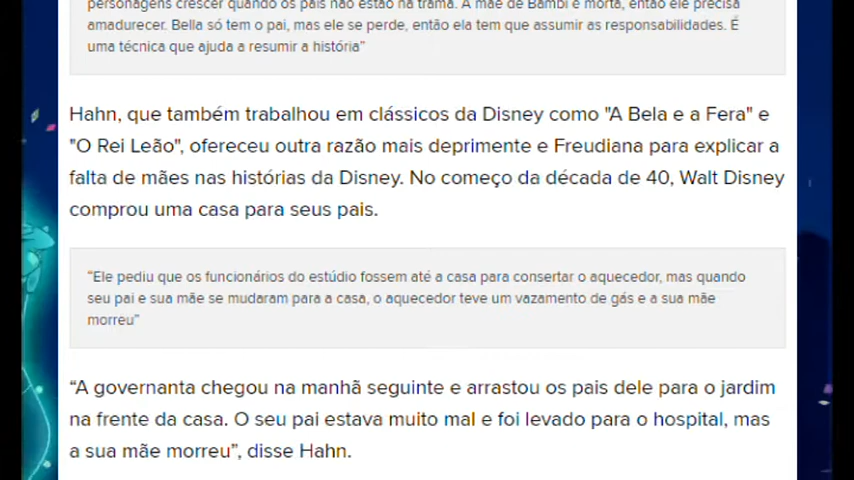 personagens crescer quando os pais não estão na trama. A mãe de Bambi é morta, então ele precisa
amadurecer. Bella só tem o pai, mas ele se perde, então ela tem que assumir as responsabilidades. É
uma técnica que ajuda a resumir a história”
Hahn, que também trabalhou em clássicos da Disney como "A Bela e a Fera" e
"O Rei Leão", ofereceu outra razão mais deprimente e Freudiana para explicar a
falta de mães nas histórias da Disney. No começo da década de 40, Walt Disney
comprou uma casa para seus pais.
“Ele pediu que os funcionários do estúdio fossem até a casa para consertar o aquecedor, mas quando
seu pai e sua mãe se mudaram para a casa, o aquecedor teve um vazamento de gás e a sua mãe
morreu”
“A governanta chegou na manhã seguinte e arrastou os pais dele para o jardim
na frente da casa. O seu pai estava muito mal e foi levado para o hospital, mas
a sua mãe morreu”, disse Hahn.